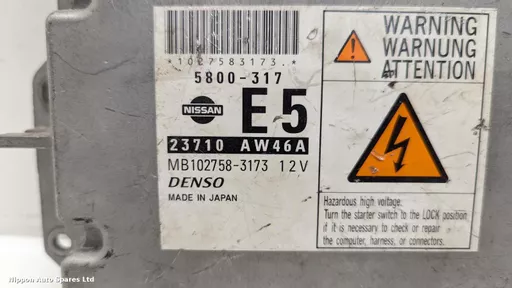 *1027583173.*
5800-317
NISSAN
E5
23710 AW46A
MB102758-3173 12V
DENSO
MADE IN JAPAN
WARNING
WARNUNG
ATTENTION
Hazardous high voltage:
Turn the starter switch to the LOCK position
if it is necessary to check or repair
the computer, harness, or connectors.
Nippon Auto Spares Ltd